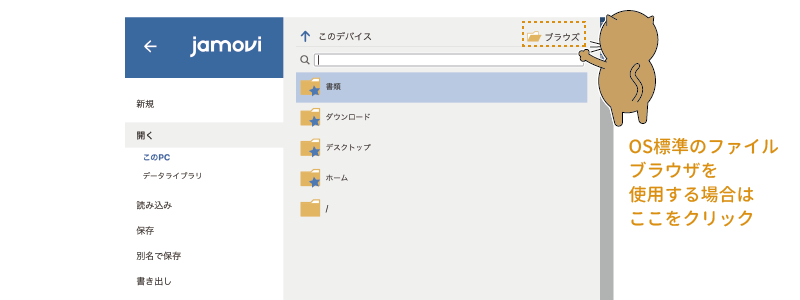 jamovi
新規
開く
このPC
データライブラリ
読み込み
保存
別名で保存
書き出し
このデバイス
ブラウズ
書類
ダウンロード
デスクトップ
ホーム
/
OS標準のファイル
ブラウザを
使用する場合は
ここをクリック